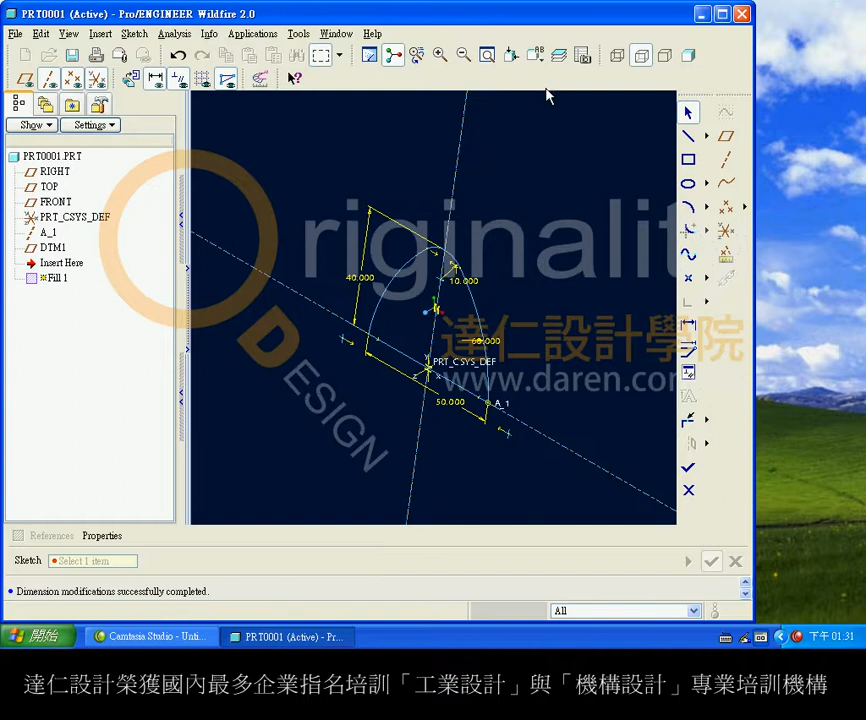 PRT0001 (Active) - Pro/ENGINEER Wildfire 2.0
File Edit View Insert Sketch Analysis Info Applications Tools Window Help
Show Settings
PRT0001.PRT
RIGHT
TOP
FRONT
PRT_CSYS_DEF
A_1
DTM1
Insert Here
Fill 1
Originalit
DESIGN
達仁設計學院
www.daren.com
40.000
10.000
68.000
PRT_CSYS_DEF
50.000
A_1
References Properties
Sketch Select 1 item
Dimension modifications successfully completed.
All
開始 Camtasia Studio - Unti... PRT0001 (Active) - Pr... 下午 01:31
達仁設計榮獲國內最多企業指名培訓「工業設計」與「機構設計」專業培訓機構